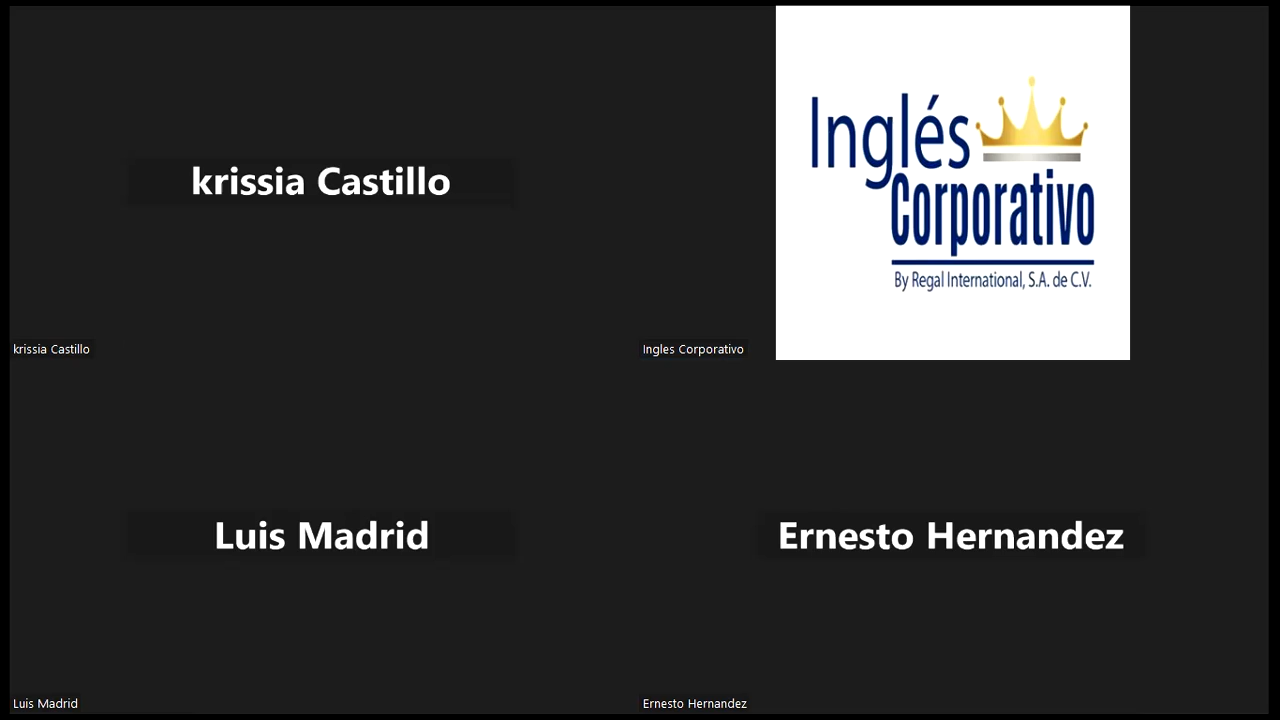 krissia Castillo
krissia Castillo
Inglés
Corporativo
By Regal International, S.A. de C.V.
Ingles Corporativo
Luis Madrid
Luis Madrid
Ernesto Hernandez
Ernesto Hernandez